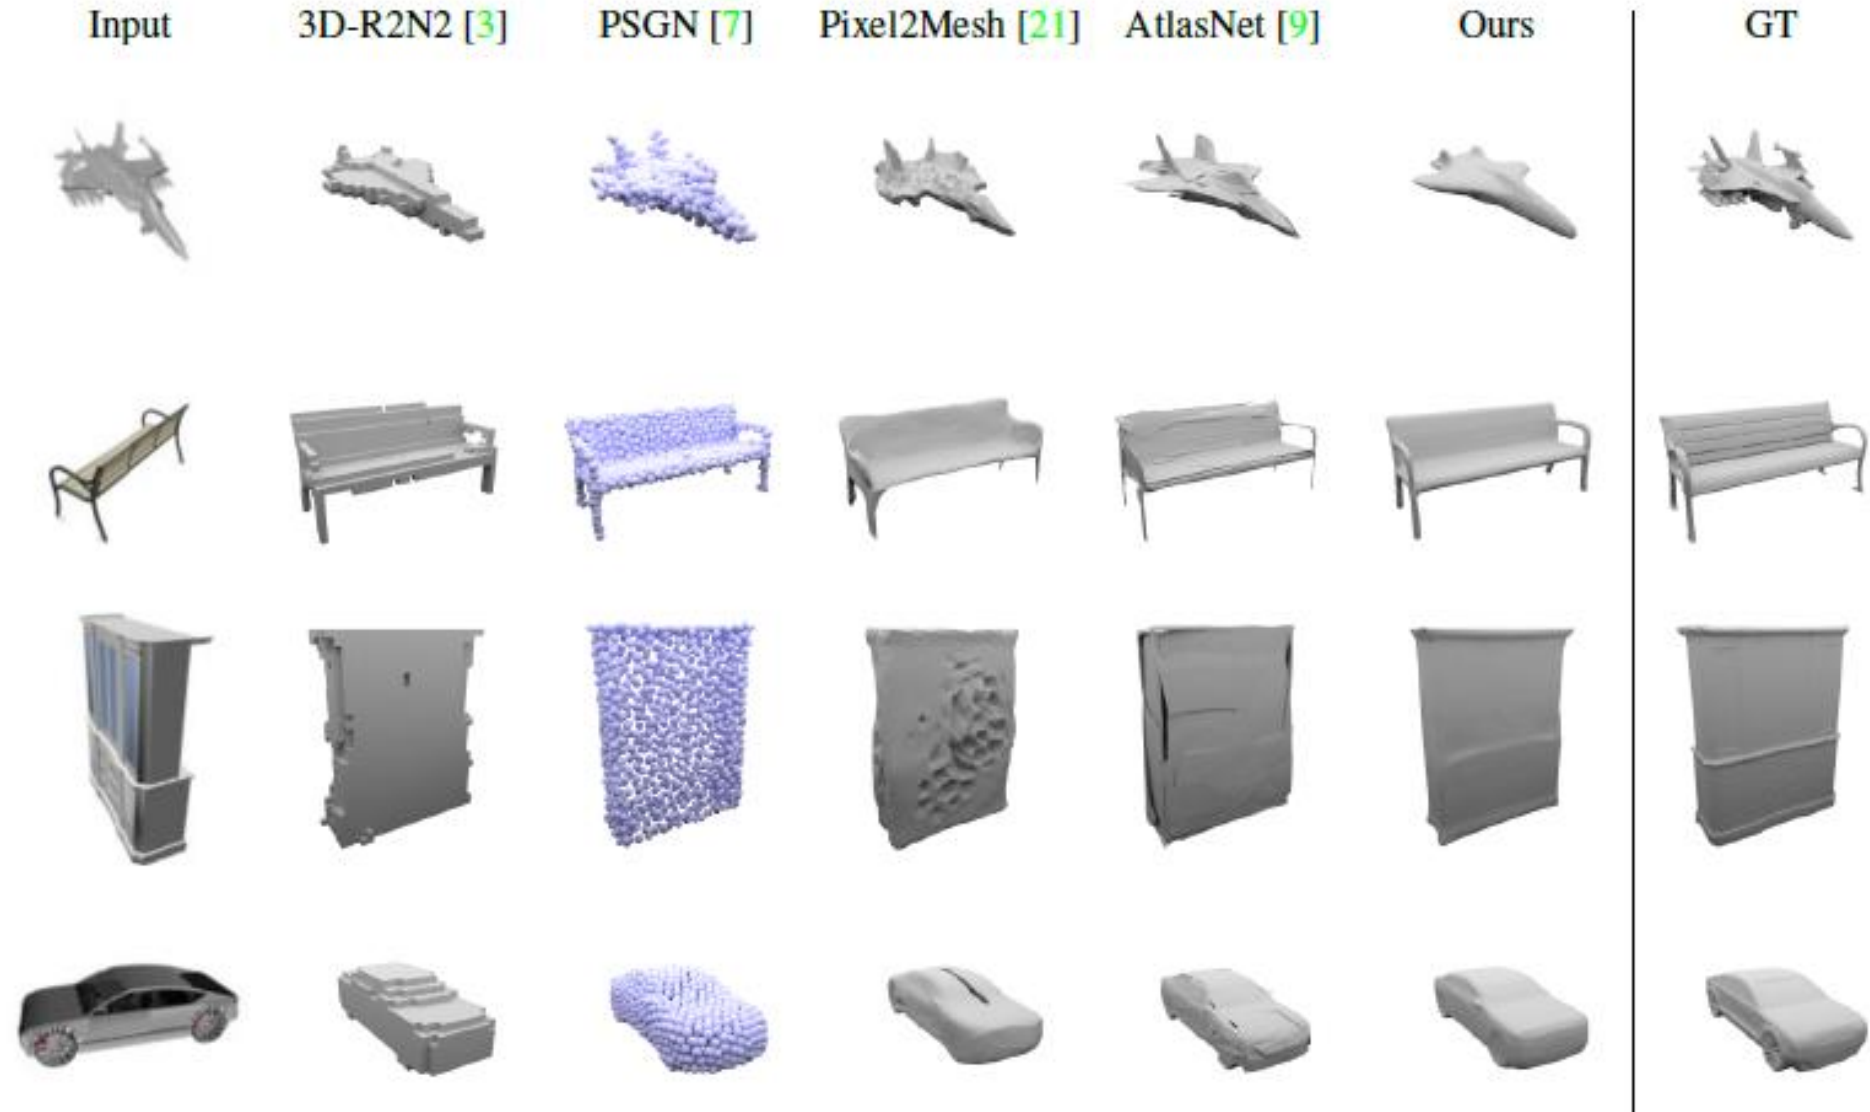 Input 3D-R2N2 [3] PSGN [7] Pixel2Mesh [21] AtlasNet [9] Ours GT